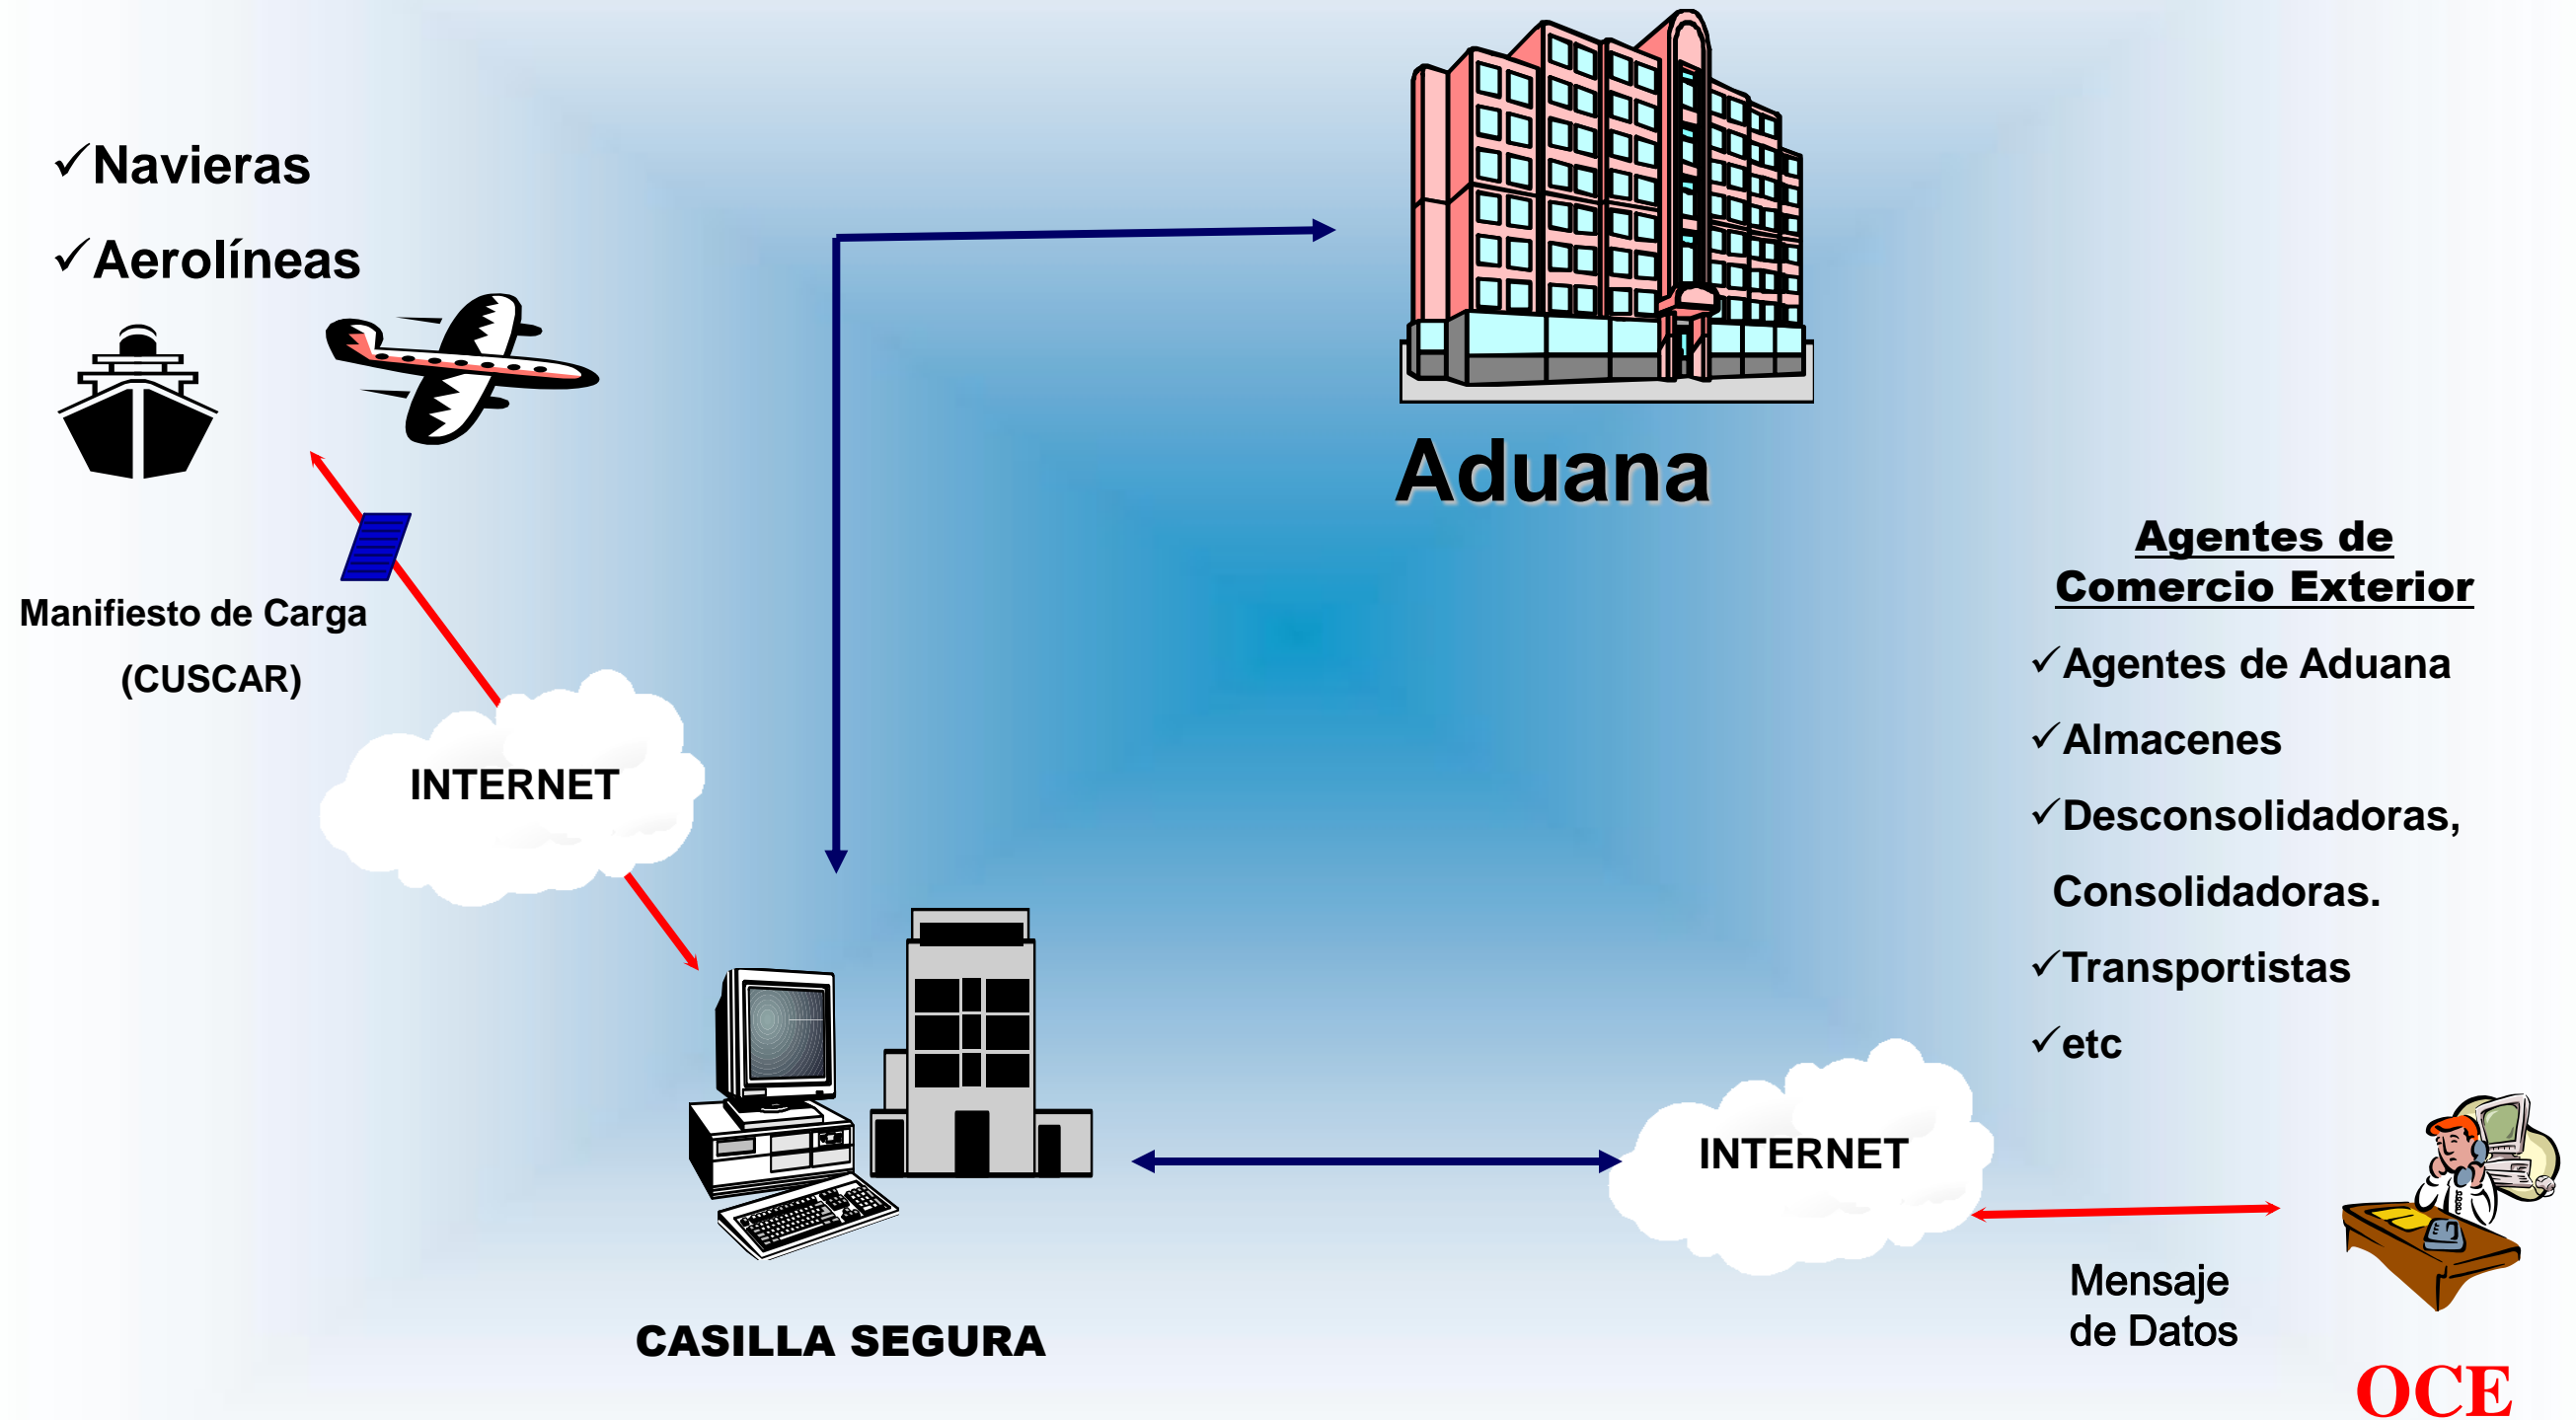 ✓Navieras
✓Aerolíneas
Manifiesto de Carga
(CUSCAR)
INTERNET
Aduana
CASILLA SEGURA
Agentes de
Comercio Exterior
✓Agentes de Aduana
✓Almacenes
✓Desconsolidadoras,
Consolidadoras.
✓Transportistas
✓etc
INTERNET
Mensaje
de Datos
OCE